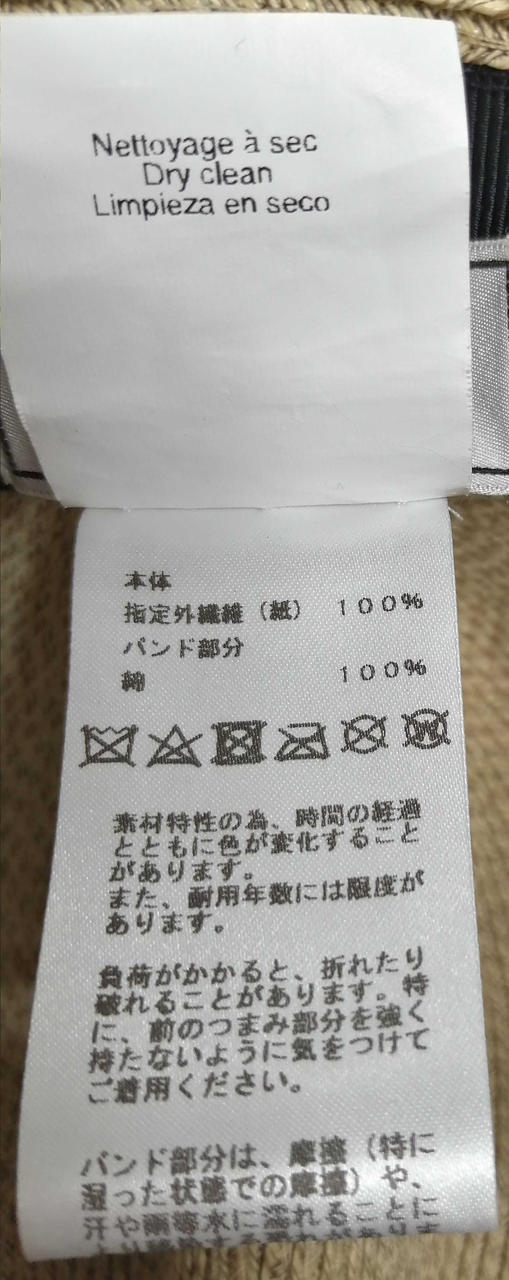 Nettoyage à sec
Dry clean
Limpieza en seco
本体
指定外繊維（紙） １００％
バンド部分
綿 １００％
W
素材特性の為、時間の経過
とともに色が変化すること
があります。
また、耐用年数には限度が
あります。
負荷がかかると、折れたり
破れることがあります。特
に、前のつまみ部分を強く
持たないように気をつけて
ご着用ください。
バンド部分は、摩擦（特に
湿った状態での摩擦）や、
汗や雨等水に濡れることに